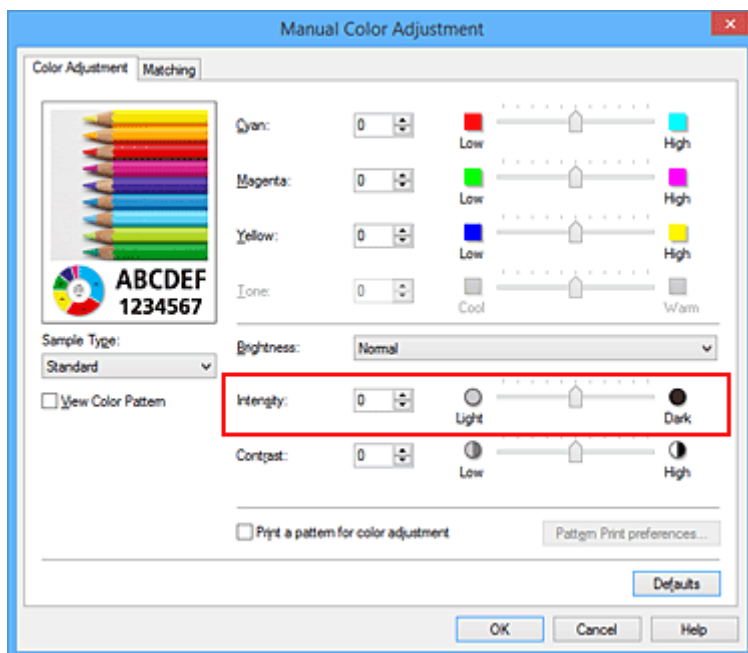 Manual Color Adjustment
Color Adjustment Matching
ABCDEF
1234567
Sample Type:
Standard
View Color Pattern
Cyan: 0 Low High
Magenta: 0 Low High
Yellow: 0 Low High
Tone: 0 Cool Warm
Brightness: Normal
Intensity: 0 Light Dark
Contrast: 0 Low High
Print a pattern for color adjustment Pattern Print preferences...
Defaults
OK Cancel Help